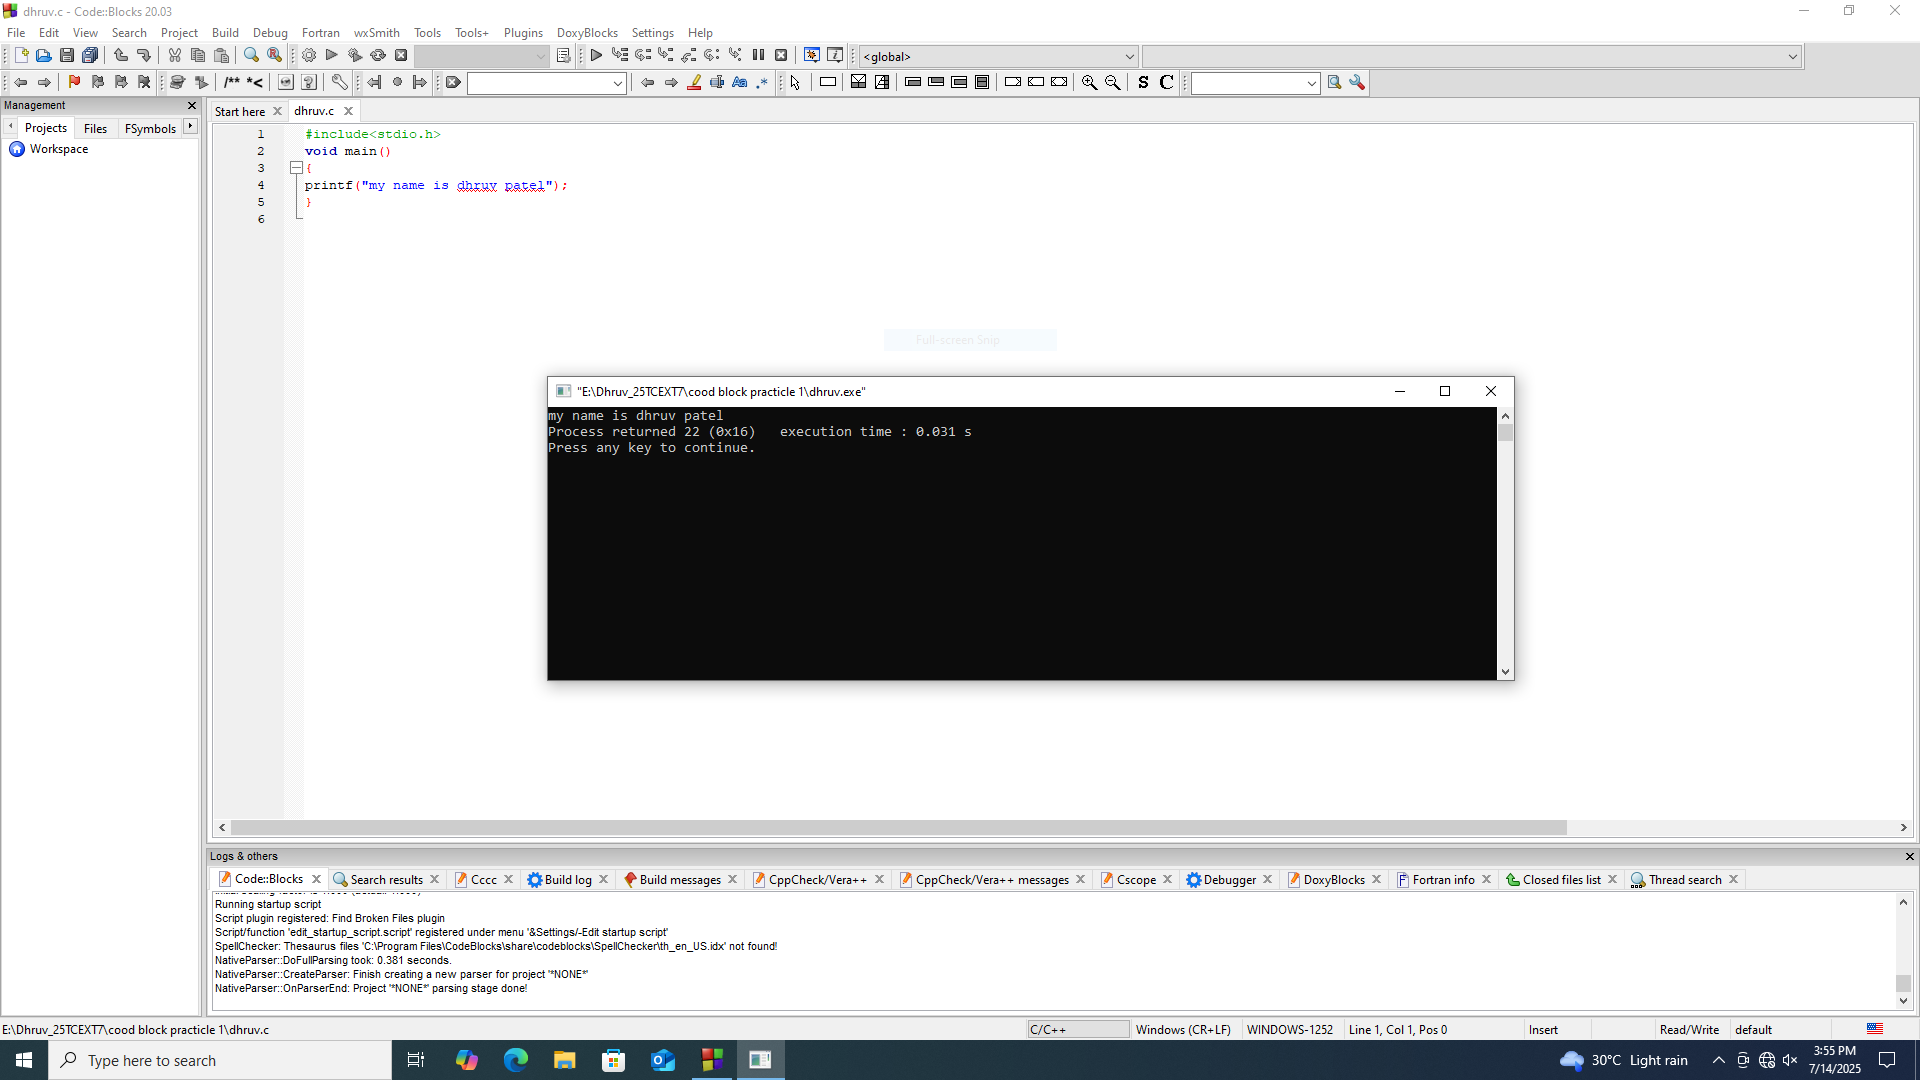 dhruv.c - Code::Blocks 20.03
File Edit View Search Project Build Debug Fortran wxSmith Tools Tools+ Plugins DoxyBlocks Settings Help
<global>
/** *< Aa .* S C
Management
Projects Files FSymbols
Workspace
Start here dhruv.c
1 #include<stdio.h>
2 void main()
3 {
4 printf("my name is dhruv patel");
5 }
6
Full-screen Snip
"E:\Dhruv_25TCEXT7\cood block practicle 1\dhruv.exe"
my name is dhruv patel
Process returned 22 (0x16)   execution time : 0.031 s
Press any key to continue.
Logs & others
Code::Blocks Search results Cccc Build log Build messages CppCheck/Vera++ CppCheck/Vera++ messages Cscope Debugger DoxyBlocks Fortran info Closed files list Thread search
Running startup script
Script plugin registered: Find Broken Files plugin
Script/function 'edit_startup_script.script' registered under menu '&Settings/-Edit startup script'
SpellChecker: Thesaurus files 'C:\Program Files\CodeBlocks\share\codeblocks\SpellChecker\th_en_US.idx' not found!
NativeParser::DoFullParsing took: 0.381 seconds.
NativeParser::CreateParser: Finish creating a new parser for project '*NONE*'
NativeParser::OnParserEnd: Project '*NONE*' parsing stage done!
E:\Dhruv_25TCEXT7\cood block practicle 1\dhruv.c C/C++ Windows (CR+LF) WINDOWS-1252 Line 1, Col 1, Pos 0 Insert Read/Write default
Type here to search 30°C Light rain 3:55 PM
7/14/2025